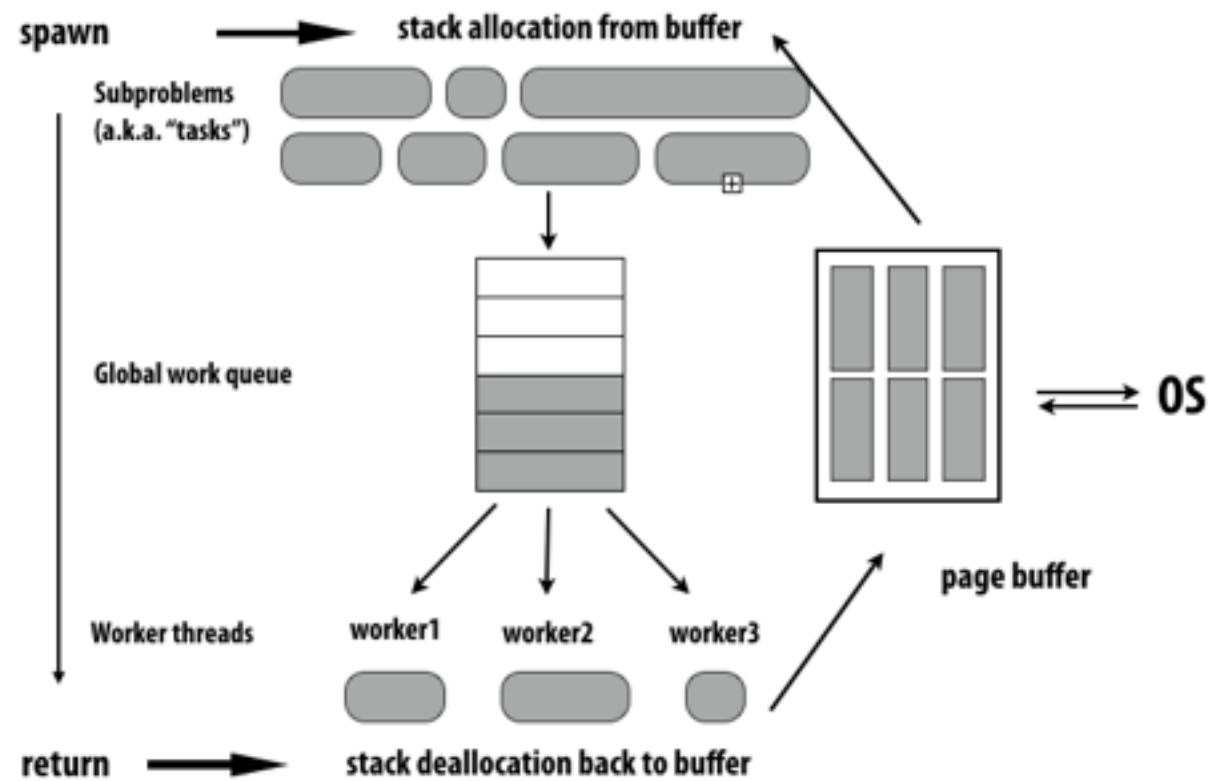 spawn
stack allocation from buffer
Subproblems
(a.k.a. “tasks”)
Global work queue
OS
page buffer
Worker threads
worker1
worker2
worker3
return
stack deallocation back to buffer